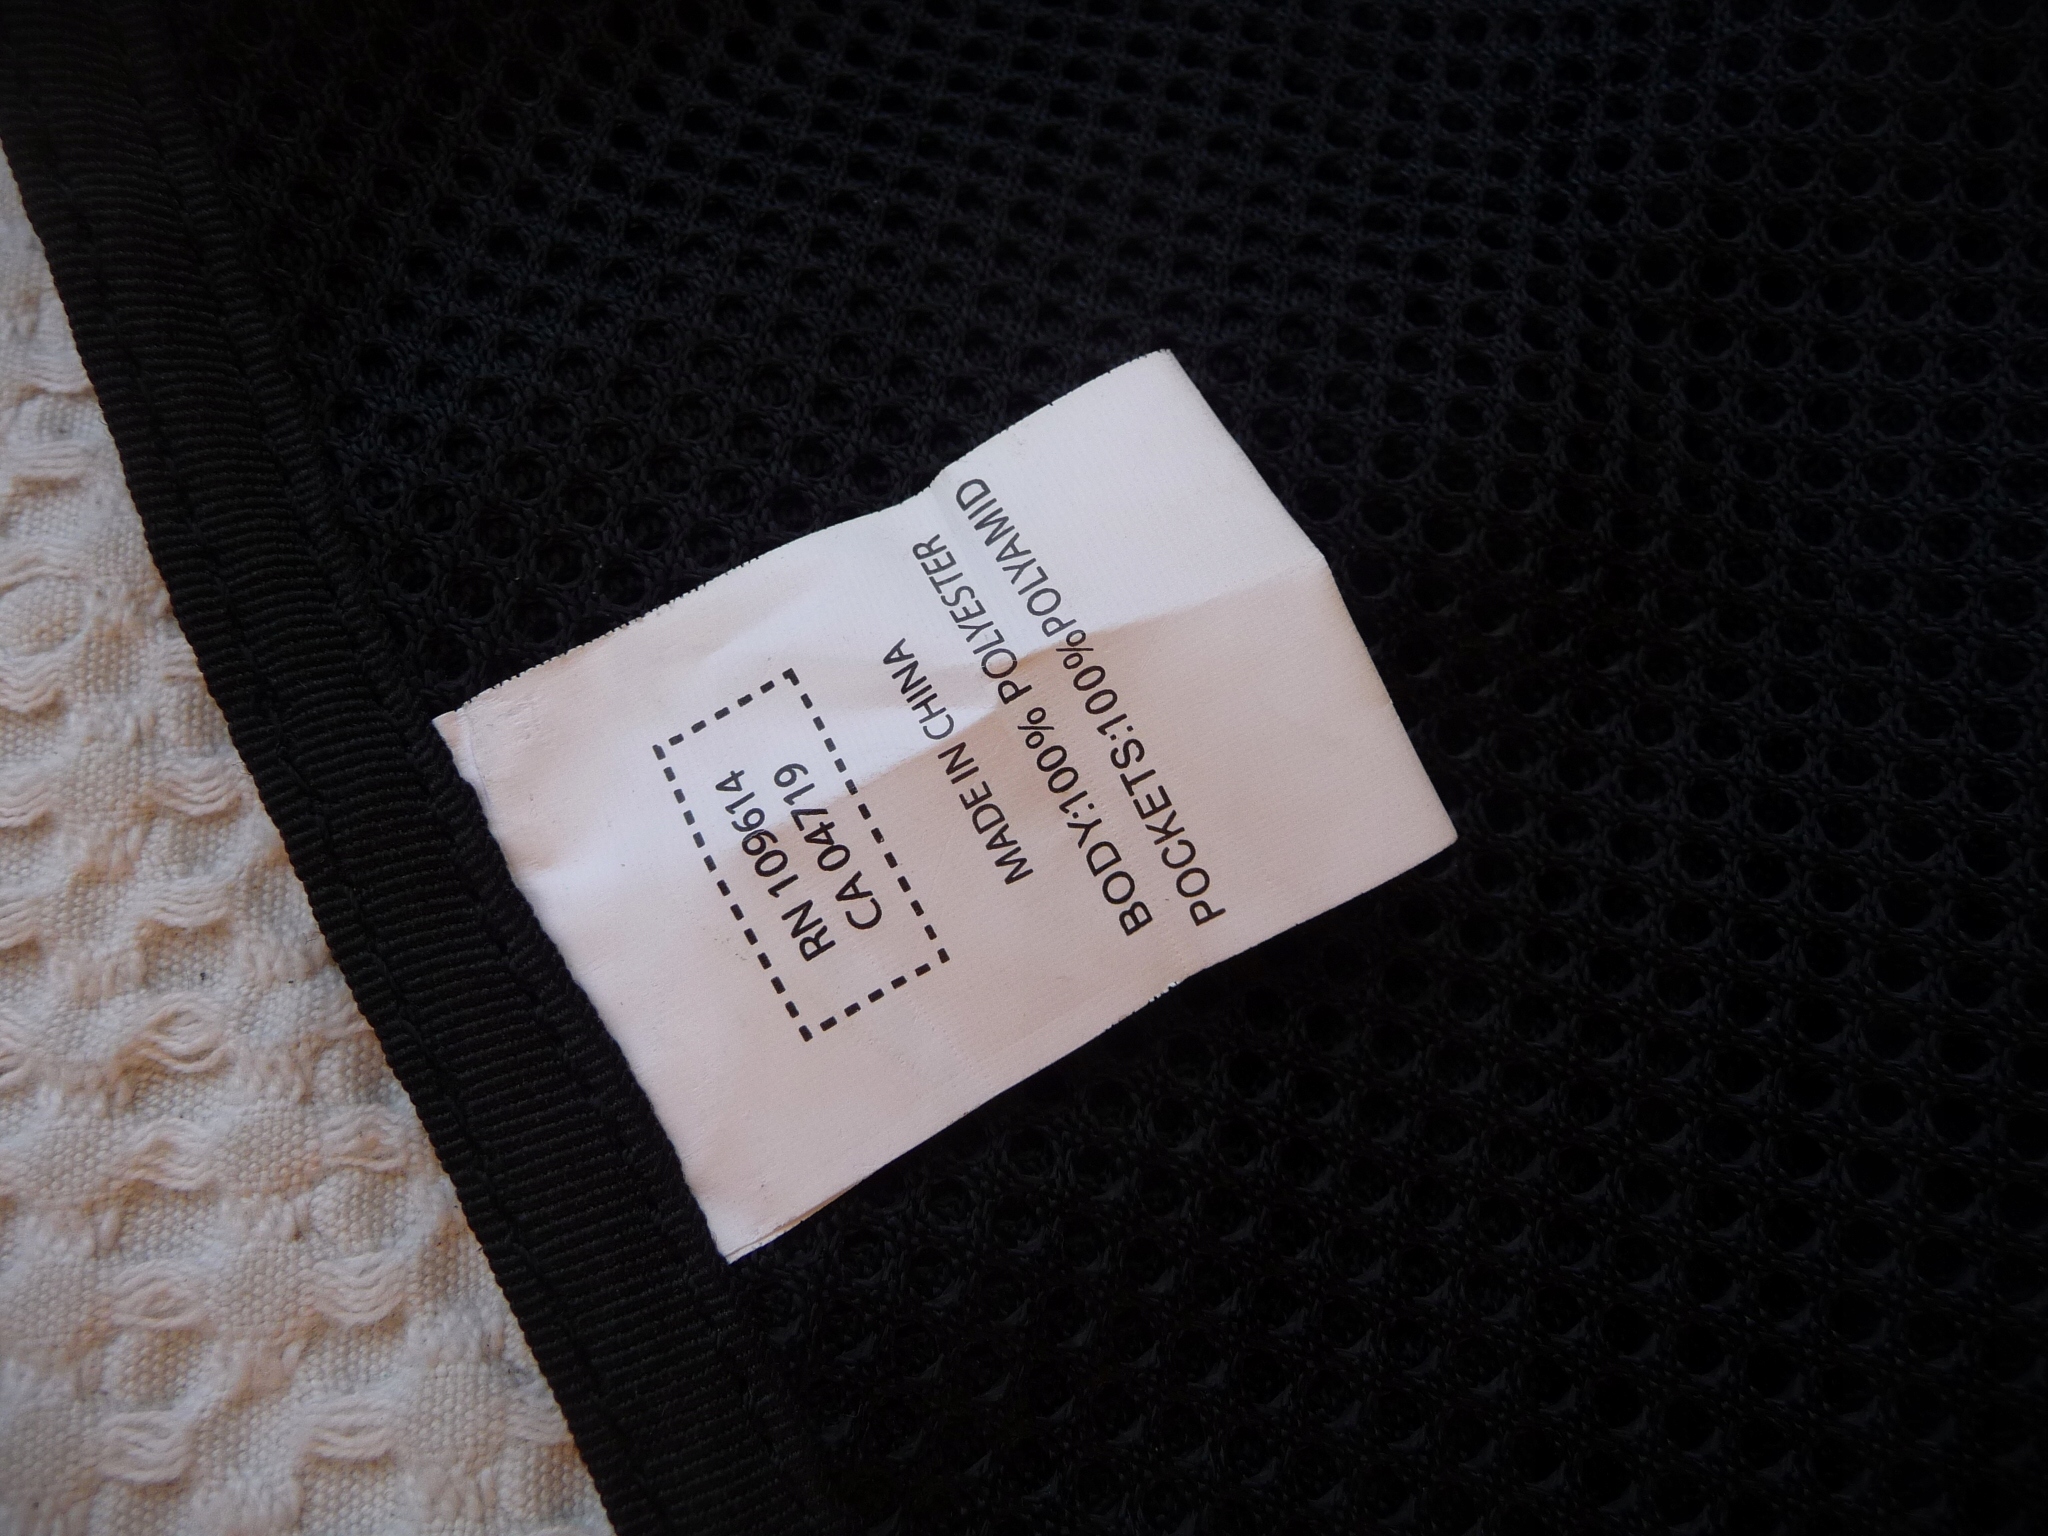 RN 109614
CA 04719
MADE IN CHINA
BODY:100% POLYESTER
POCKETS:100%POLYAMID